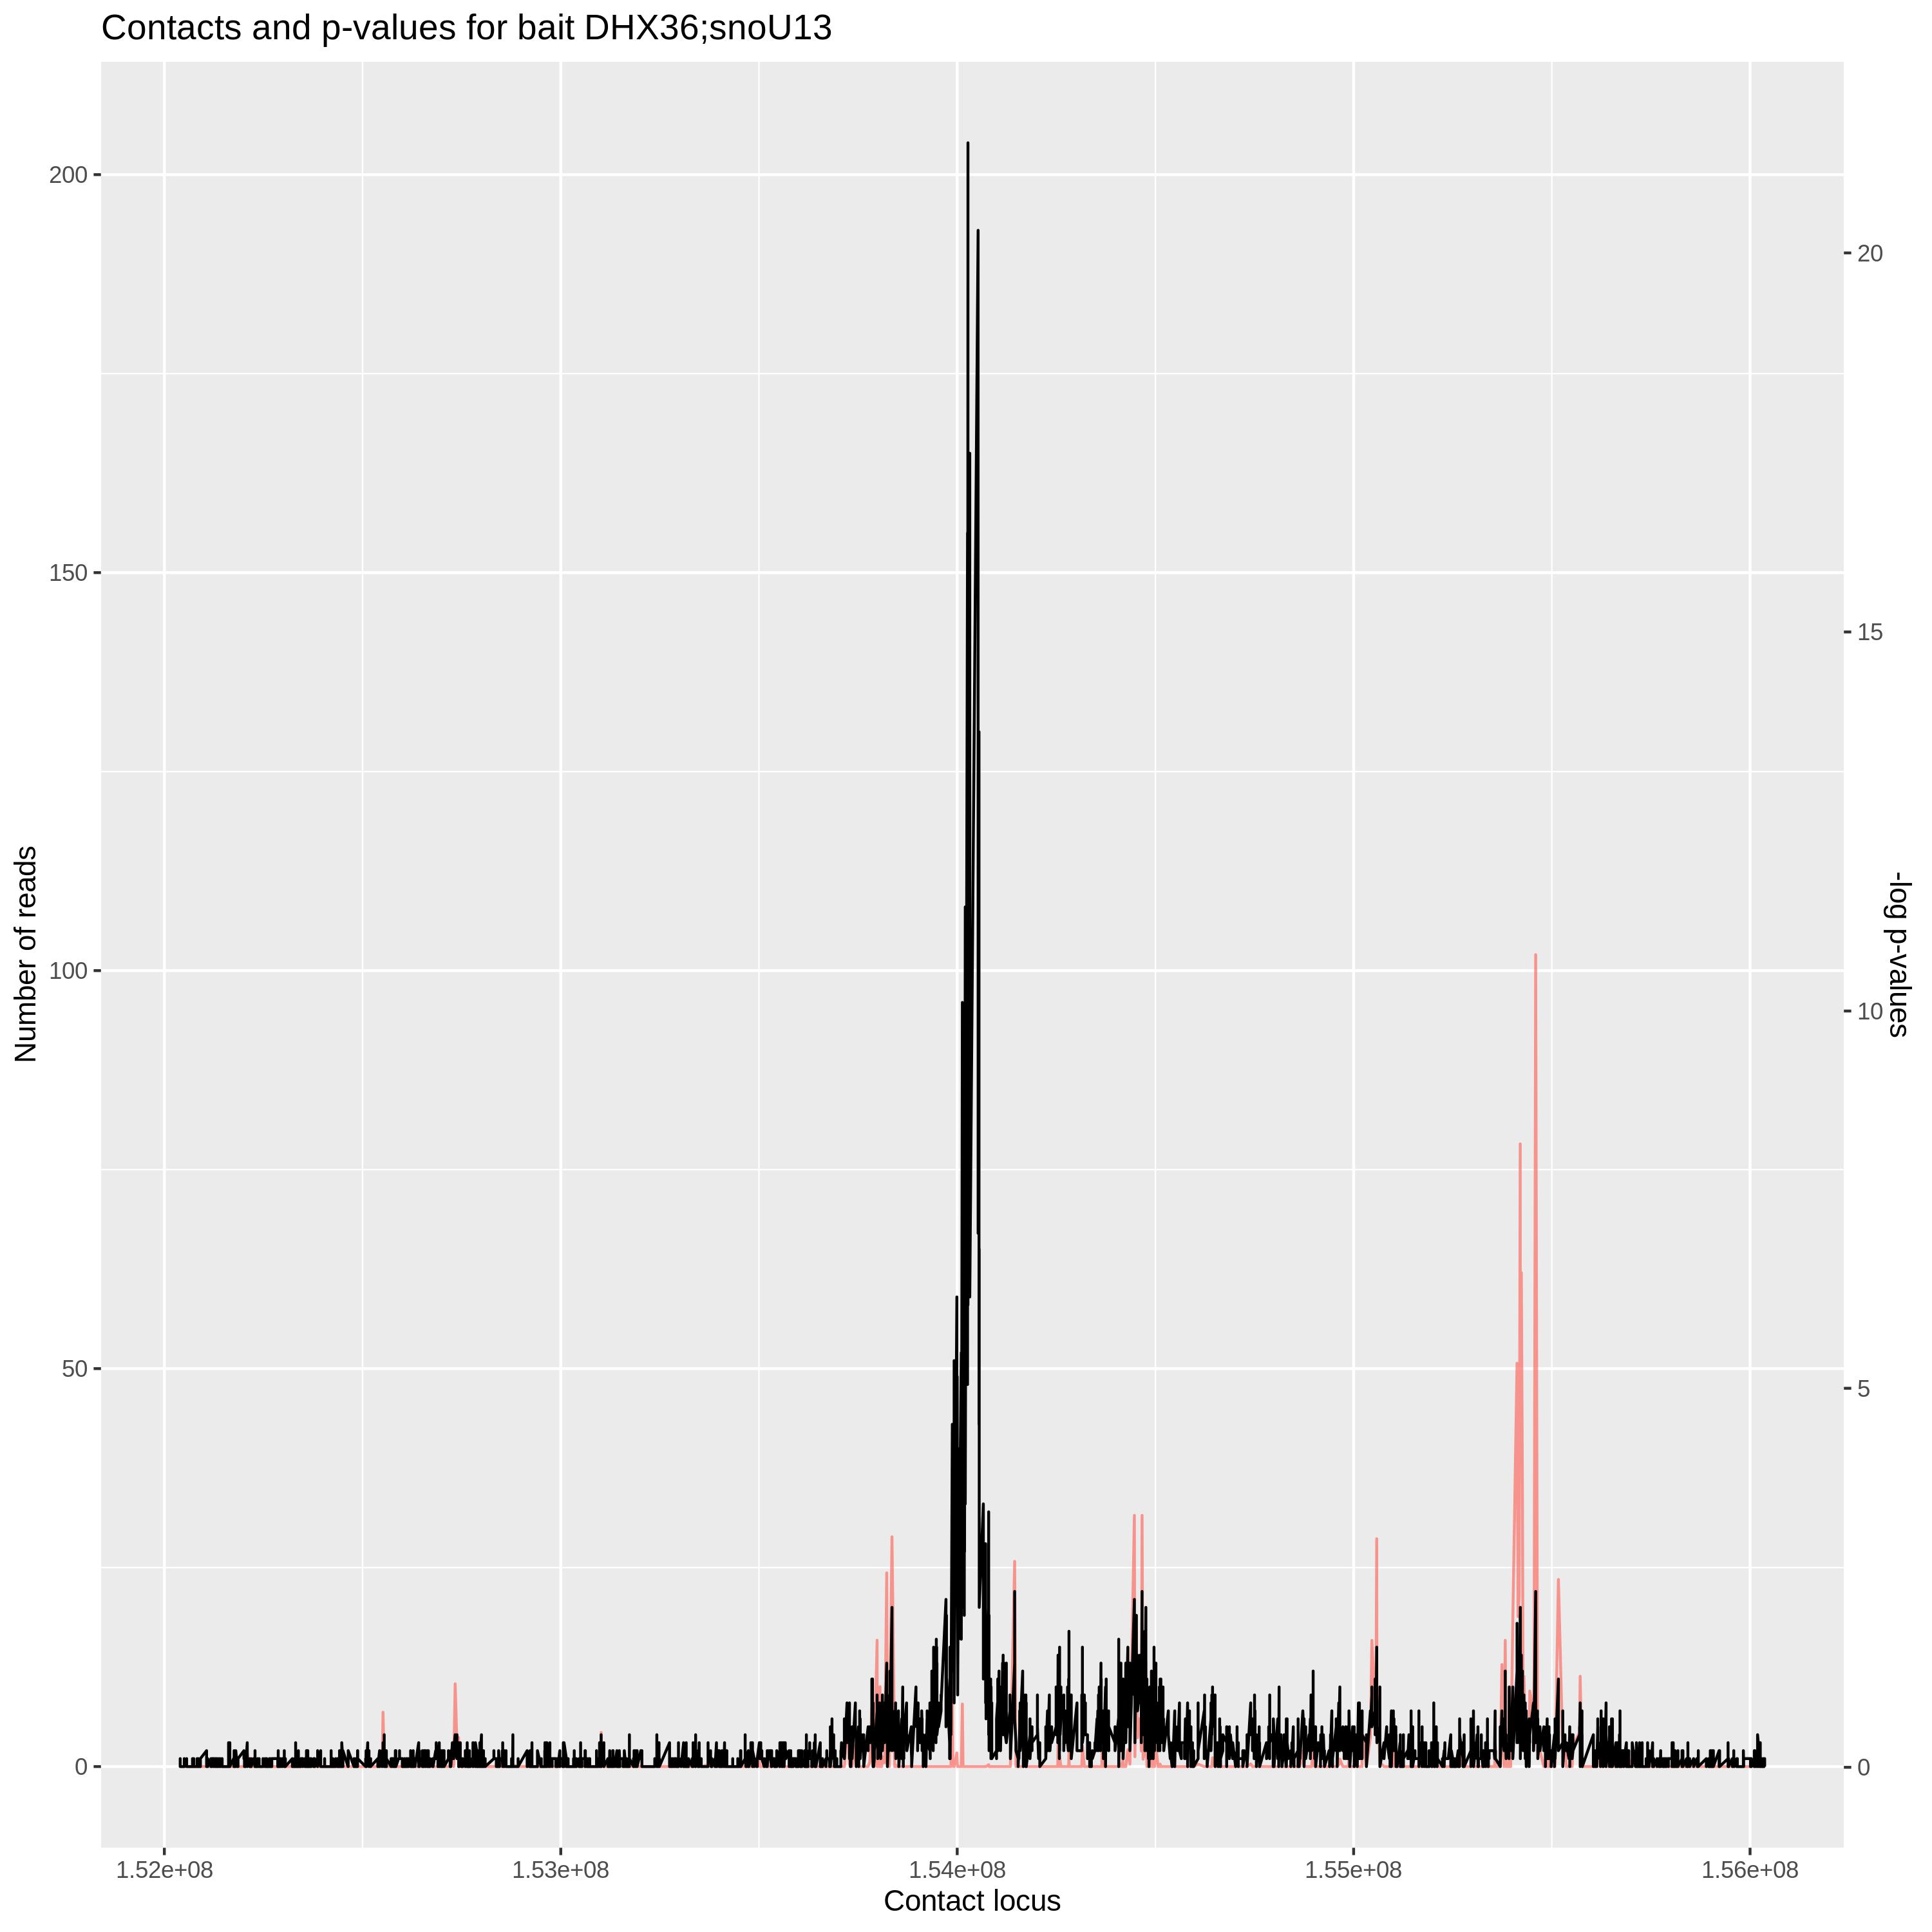 Contacts and p-values for bait DHX36;snoU13
200
150
100
50
0
Number of reads
20
15
10
5
0
-log p-values
1.52e+08 1.53e+08 1.54e+08 1.55e+08 1.56e+08
Contact locus